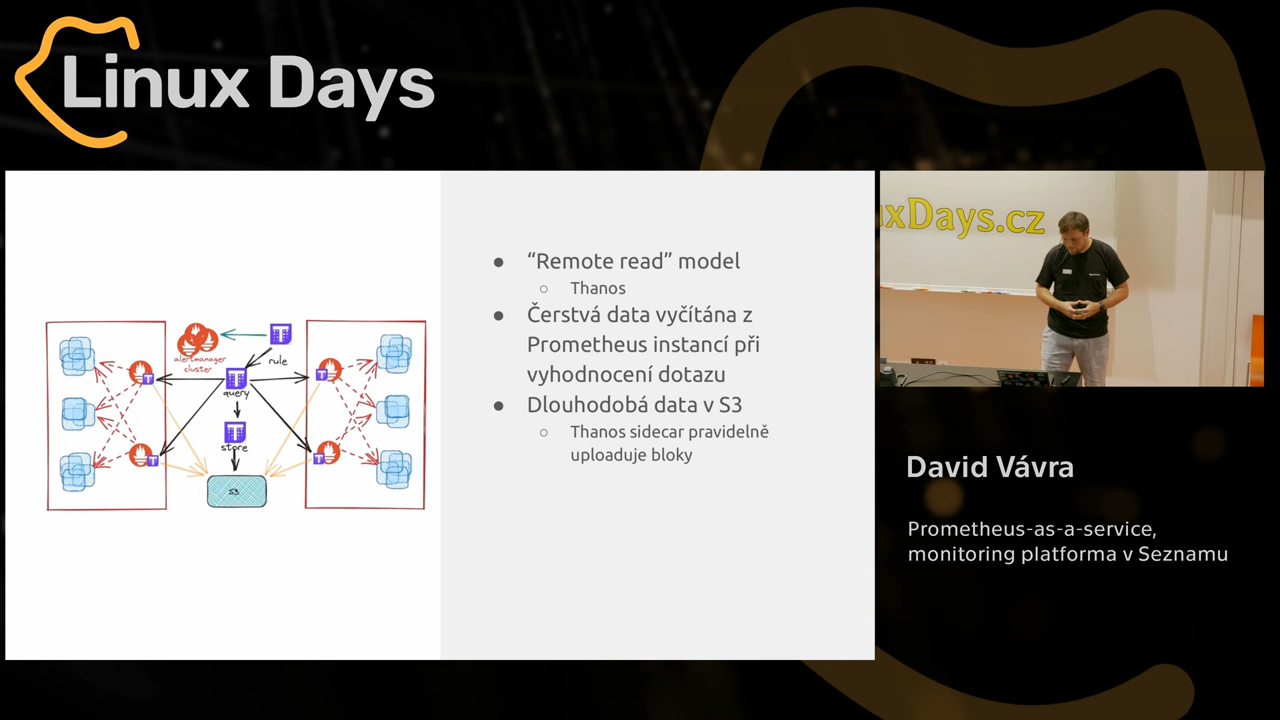 Linux Days
alertmanager
cluster
rule
query
store
S3
“Remote read” model
Thanos
Čerstvá data vyčítána z
Prometheus instancí při
vyhodnocení dotazu
Dlouhodobá data v S3
Thanos sidecar pravidelně
uploaduje bloky
uxDays.cz
David Vávra
Prometheus-as-a-service,
monitoring platforma v Seznamu